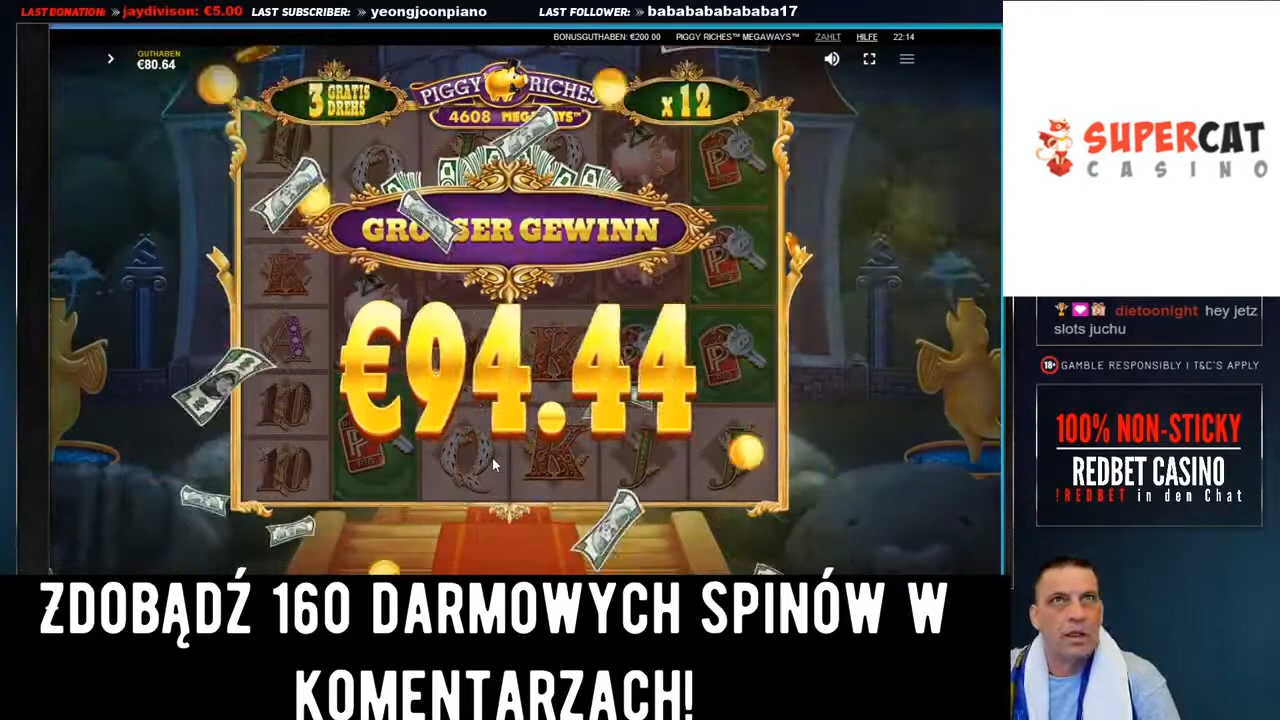 LAST DONATION: » jaydivison: €5.00 LAST SUBSCRIBER: » yeongjoonpiano LAST FOLLOWER: » babababababa17
BONUSGUTHABEN: €200.00 PIGGY RICHES™ MEGAWAYS™ ZAHLT HILFE 22:14
GUTHABEN
€80.64
3 GRATIS DREHS
PIGGY RICHES
4608 MEGAWAYS™
x12
GROSSER GEWINN
€94.44
SUPERCAT
CASINO
dietoonight hey jetz
slots juchu
18+ GAMBLE RESPONSIBLY | T&C'S APPLY
100% NON-STICKY
REDBET CASINO
!REDBET in den Chat
ZDOBĄDŹ 160 DARMOWYCH SPINÓW W
KOMENTARZACH!